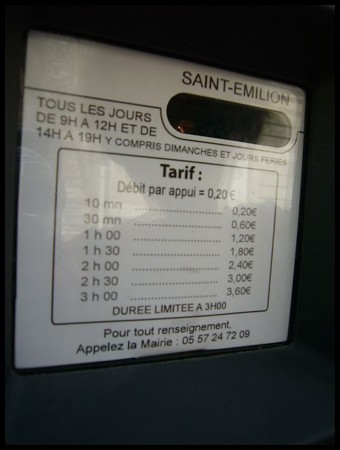 SAINT-EMILION
TOUS LES JOURS
DE 9H A 12H ET DE
14H A 19H Y COMPRIS DIMANCHES ET JOURS FERIES
Tarif :
Débit par appui = 0,20 €
10 mn ........................ 0,20€
30 mn ........................ 0,60€
1 h 00 ........................ 1,20€
1 h 30 ........................ 1,80€
2 h 00 ........................ 2,40€
2 h 30 ........................ 3,00€
3 h 00 ........................ 3,60€
DUREE LIMITEE A 3H00
Pour tout renseignement,
Appelez la Mairie : 05 57 24 72 09